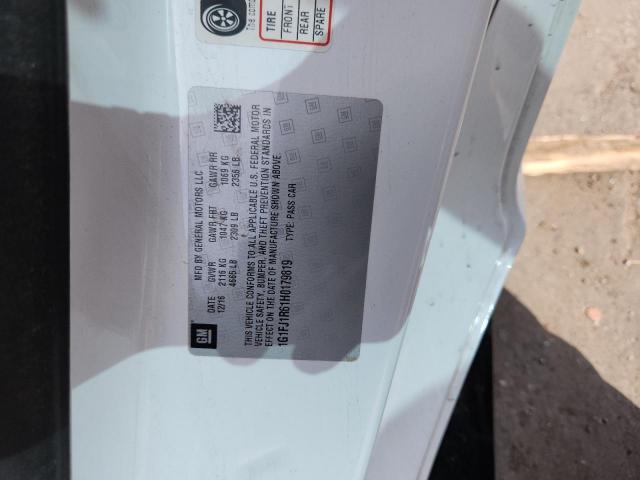 The com
TIRE
FRONT
REAR
SPARE
MFD BY GENERAL MOTORS LLC
DATE GVWR GAWR FRT GAWR RR
12/16 2116 KG 1047 KG 1069 KG
4665 LB 2309 LB 2356 LB
THIS VEHICLE CONFORMS TO ALL APPLICABLE U.S. FEDERAL MOTOR
VEHICLE SAFETY, BUMPER, AND THEFT PREVENTION STANDARDS IN
EFFECT ON THE DATE OF MANUFACTURE SHOWN ABOVE
1G1FJ1R61H0179819 TYPE: PASS CAR
GM